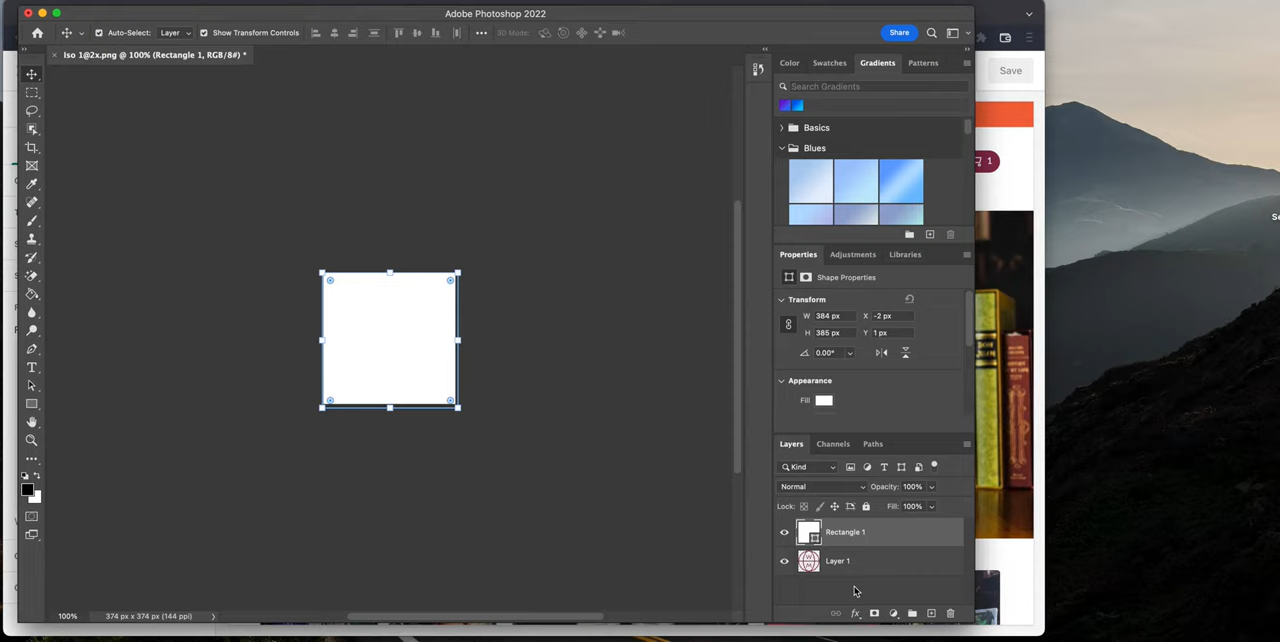 Adobe Photoshop 2022
Auto-Select:
Layer
Show Transform Controls
3D Mode:
Share
iso 1@2x.png @ 100% (Rectangle 1, RGB/8#) *
Color
Swatches
Gradients
Patterns
Save
Search Gradients
Basics
1
Blues
Properties
Adjustments
Libraries
Shape Properties
Transform
W 384 px X -2 px
H 385 px Y 1 px
0.00°
Appearance
Fill
Layers
Channels
Paths
Kind
Normal
Opacity: 100%
Lock:
Fill: 100%
Rectangle 1
Layer 1
fx
100%
374 px x 374 px (144 ppi)